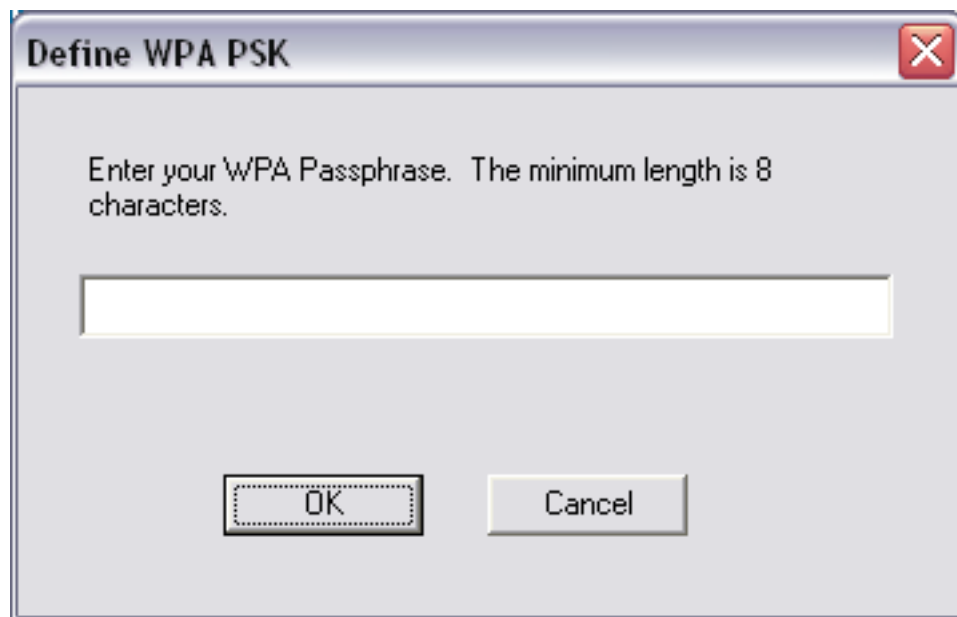 Define WPA PSK
Enter your WPA Passphrase.  The minimum length is 8
characters.
OK
Cancel